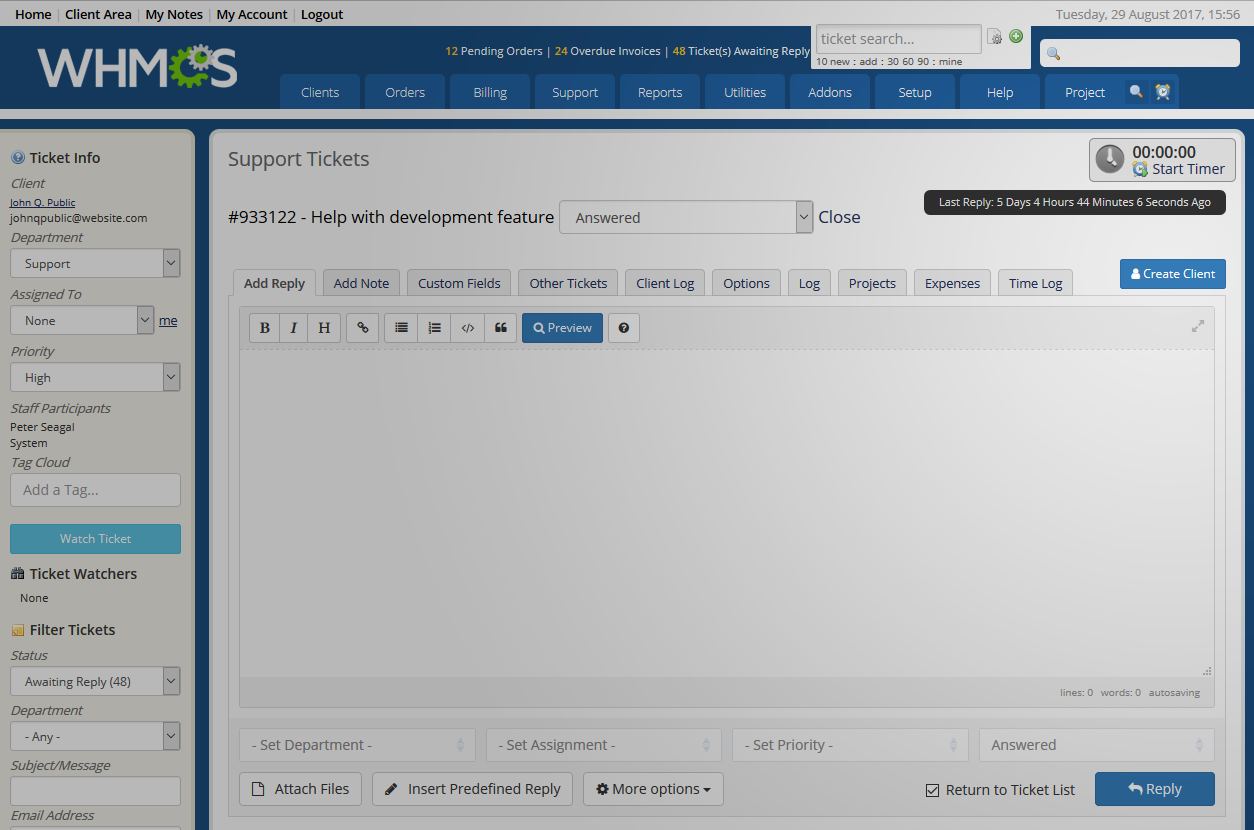 Home | Client Area | My Notes | My Account | Logout
Tuesday, 29 August 2017, 15:56
WHMCS
12 Pending Orders | 24 Overdue Invoices | 48 Ticket(s) Awaiting Reply
ticket search...
10 new : add : 30 60 90 : mine
Clients Orders Billing Support Reports Utilities Addons Setup Help Project
Ticket Info
Client
John Q. Public
johnqpublic@website.com
Department
Support
Assigned To
None me
Priority
High
Staff Participants
Peter Seagal
System
Tag Cloud
Add a Tag...
Watch Ticket
Ticket Watchers
None
Filter Tickets
Status
Awaiting Reply (48)
Department
- Any -
Subject/Message
Email Address
Support Tickets
00:00:00
Start Timer
Last Reply: 5 Days 4 Hours 44 Minutes 6 Seconds Ago
#933122 - Help with development feature Answered Close
Create Client
Add Reply Add Note Custom Fields Other Tickets Client Log Options Log Projects Expenses Time Log
B I H Preview
lines: 0 words: 0 autosaving
- Set Department - - Set Assignment - - Set Priority - Answered
Attach Files Insert Predefined Reply More options Return to Ticket List Reply